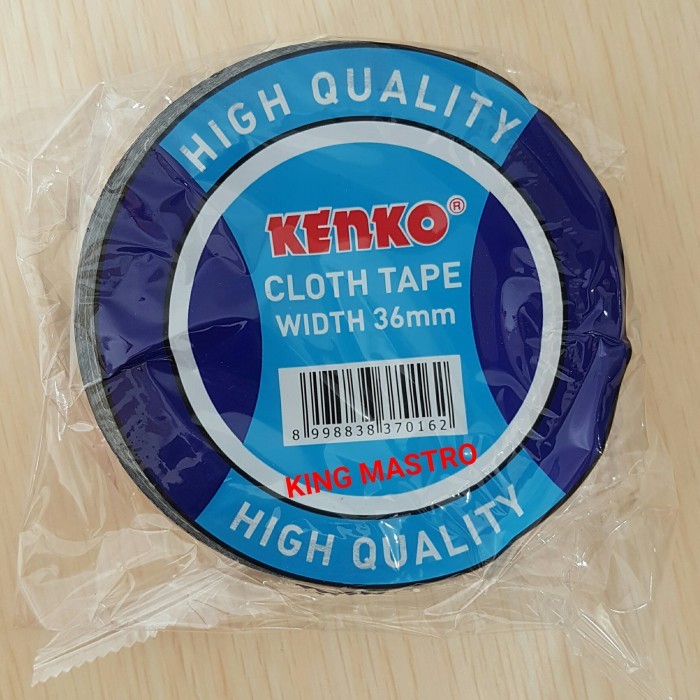 HIGH QUALITY
KENKO®
CLOTH TAPE
WIDTH 36mm
8 998838 370162
KING MASTRO
HIGH QUALITY